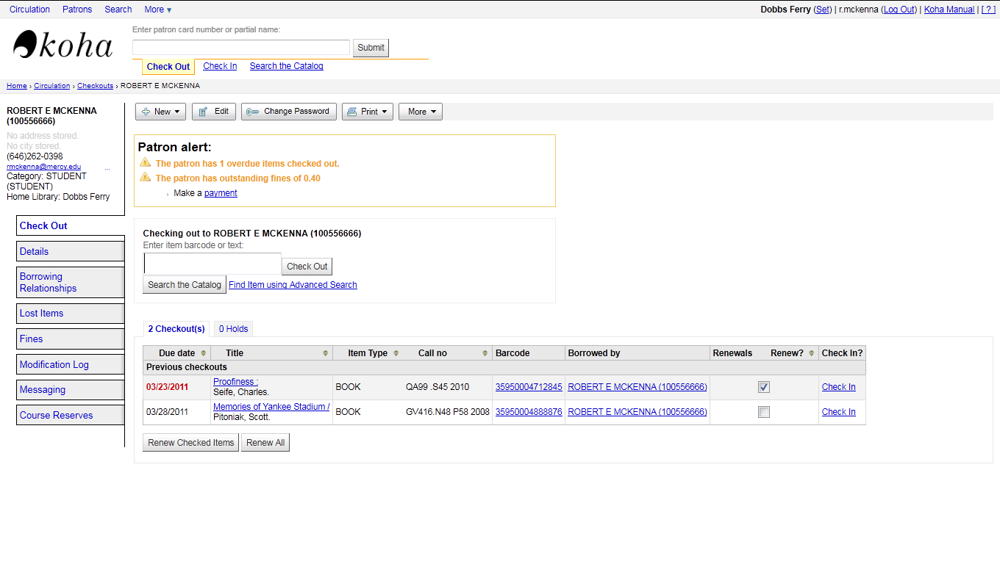 Circulation Patrons Search More ▼
Dobbs Ferry (Set) | r.mckenna (Log Out) | Koha Manual | [ ? ]
koha
Enter patron card number or partial name:
Submit
Check Out Check In Search the Catalog
Home › Circulation › Checkouts › ROBERT E MCKENNA
ROBERT E MCKENNA
(100556666)
No address stored.
No city stored.
(646)262-0398
rmckenna@mercy.edu ...
Category: STUDENT
(STUDENT)
Home Library: Dobbs Ferry
Check Out
Details
Borrowing
Relationships
Lost Items
Fines
Modification Log
Messaging
Course Reserves
New Edit Change Password Print More
Patron alert:
The patron has 1 overdue items checked out.
The patron has outstanding fines of 0.40
› Make a payment
Checking out to ROBERT E MCKENNA (100556666)
Enter item barcode or text:
Check Out
Search the Catalog Find Item using Advanced Search
2 Checkout(s) 0 Holds
Due date Title Item Type Call no Barcode Borrowed by Renewals Renew? Check In?
Previous checkouts
03/23/2011 Proofiness : BOOK QA99 .S45 2010 35950004712845 ROBERT E MCKENNA (100556666) Check In
Seife, Charles.
03/28/2011 Memories of Yankee Stadium / BOOK GV416.N48 P58 2008 35950004888876 ROBERT E MCKENNA (100556666) Check In
Pitoniak, Scott.
Renew Checked Items Renew All